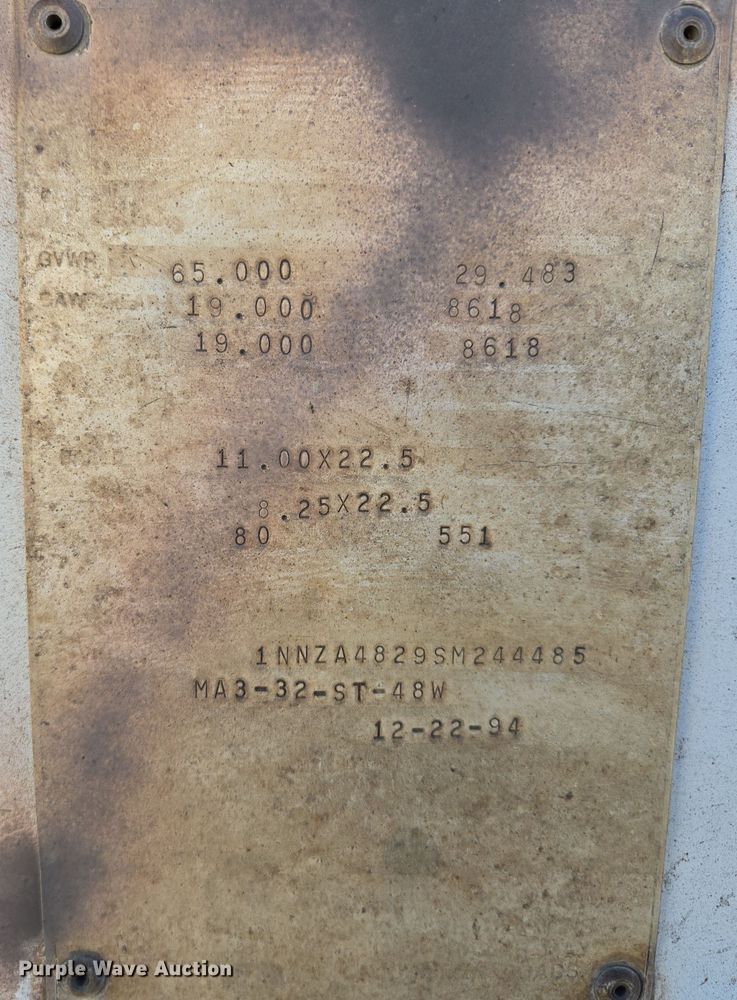 GVWR 65.000 29.483
GAWR 19.000 8618
19.000 8618
11.00X22.5
8.25X22.5
80 551
1NNZA4829SM244485
MA3-32-ST-48W
12-22-94
Purple Wave Auction